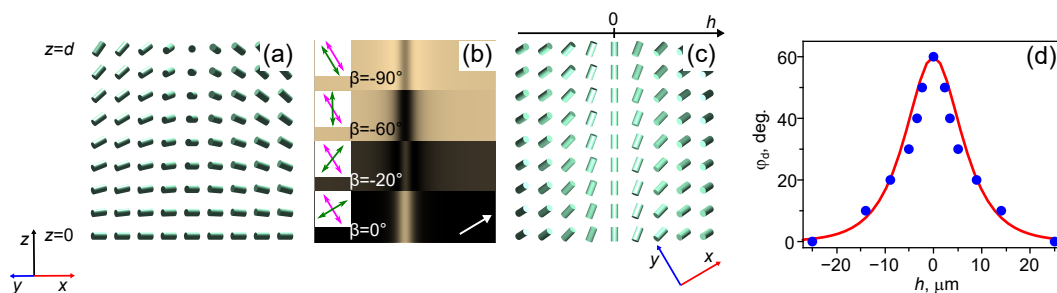 z=d
(a)
z
z=0
y
x
(b)
β=-90°
β=-60°
β=-20°
β=0°
0
h
(c)
y
x
(d)
φd, deg.
60
40
20
0
−20
−10
0
10
20
h, μm